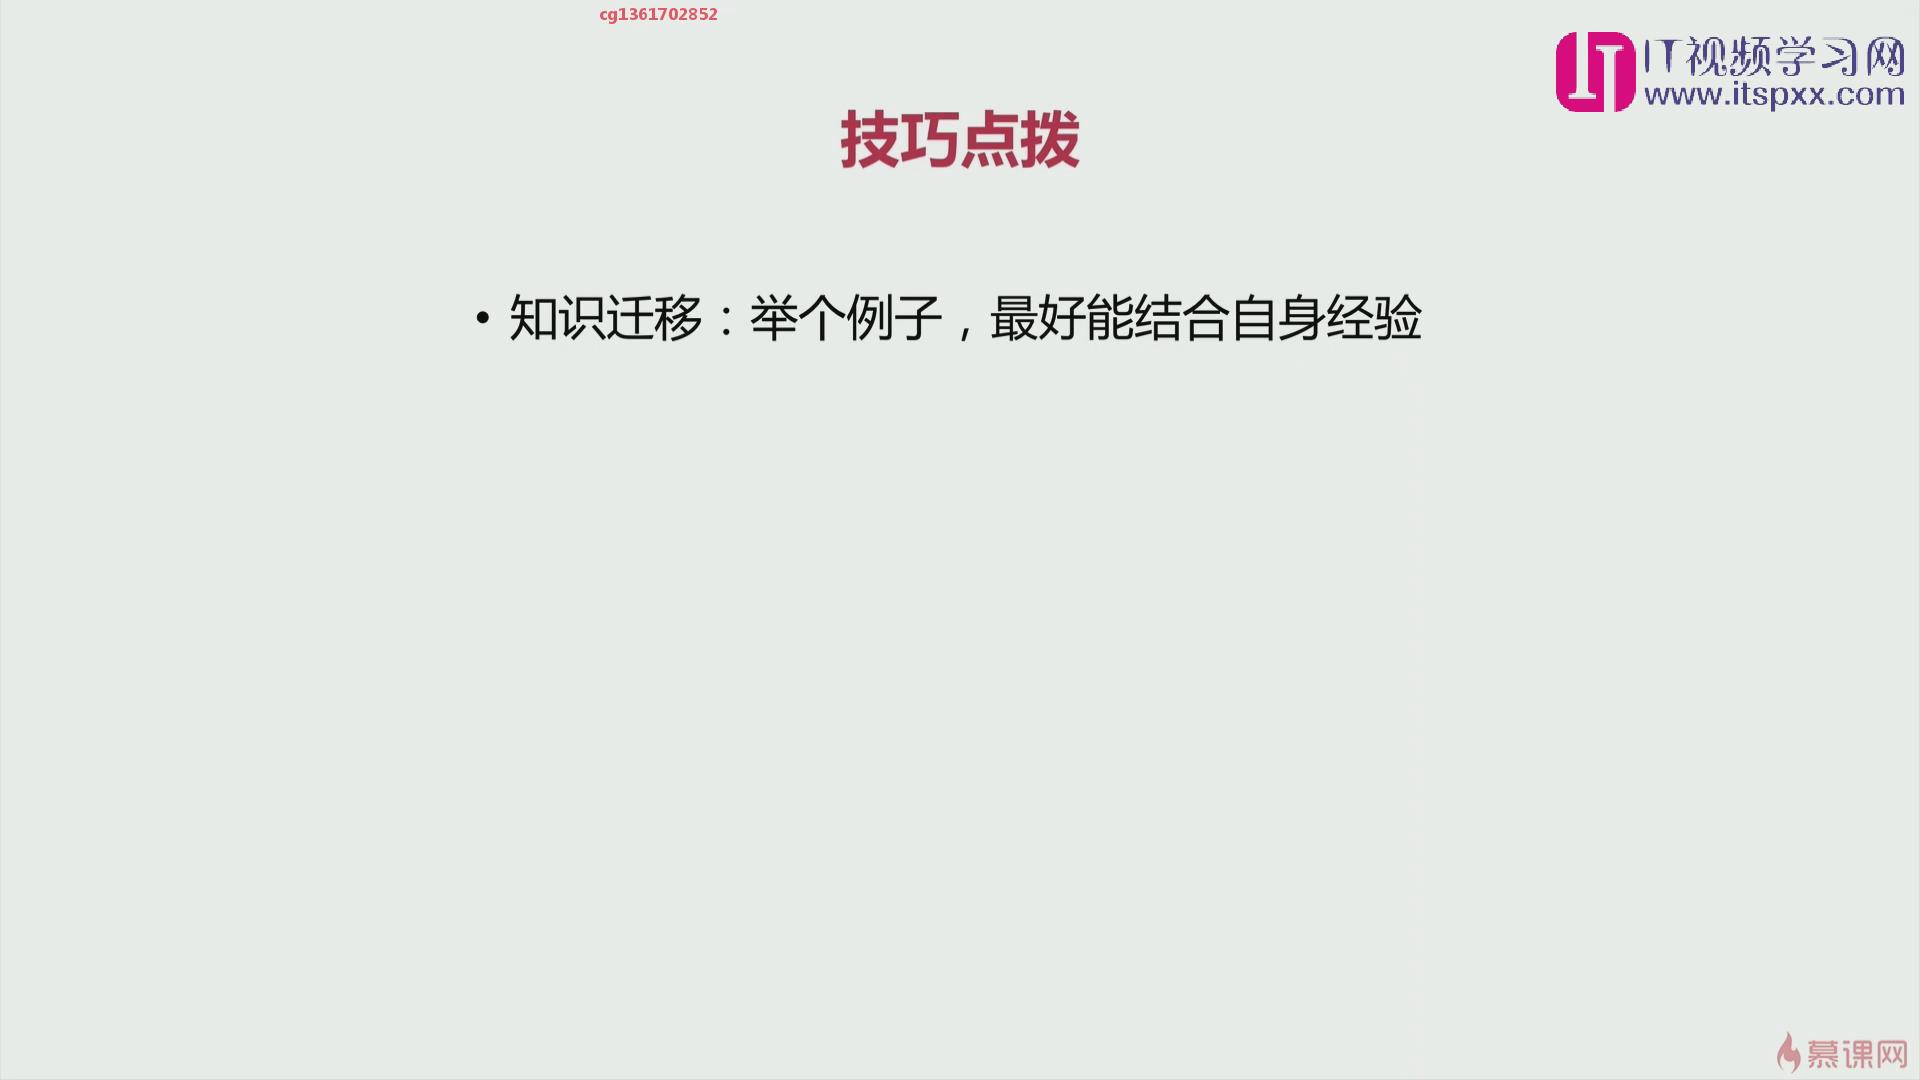 cg1361702852
IT视频学习网
www.itspxx.com
技巧点拨
• 知识迁移：举个例子，最好能结合自身经验
慕课网